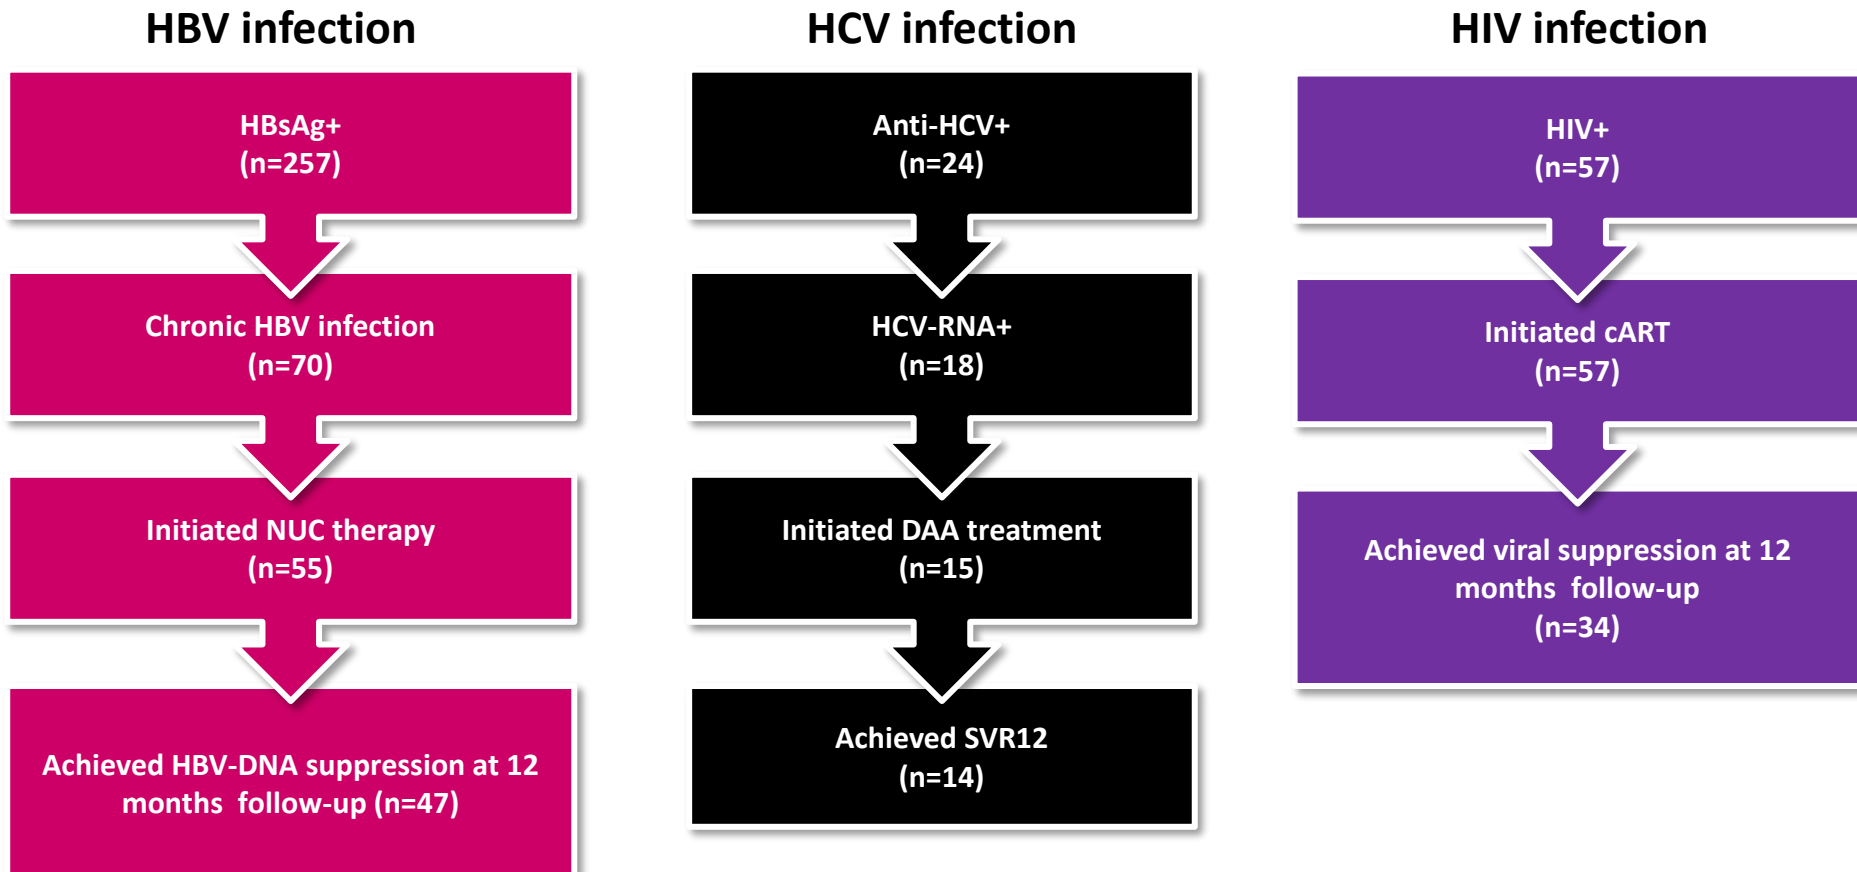 HBV infection
HBsAg+
(n=257)
Chronic HBV infection
(n=70)
Initiated NUC therapy
(n=55)
Achieved HBV-DNA suppression at 12
months follow-up (n=47)
HCV infection
Anti-HCV+
(n=24)
HCV-RNA+
(n=18)
Initiated DAA treatment
(n=15)
Achieved SVR12
(n=14)
HIV infection
HIV+
(n=57)
Initiated cART
(n=57)
Achieved viral suppression at 12
months follow-up
(n=34)